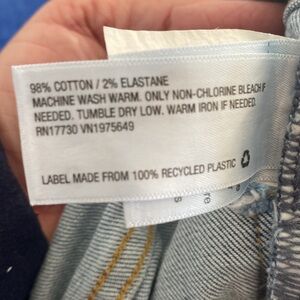 98% COTTON / 2% ELASTANE
MACHINE WASH WARM. ONLY NON-CHLORINE BLEACH IF
NEEDED. TUMBLE DRY LOW. WARM IRON IF NEEDED.
RN17730 VN1975649
LABEL MADE FROM 100% RECYCLED PLASTIC